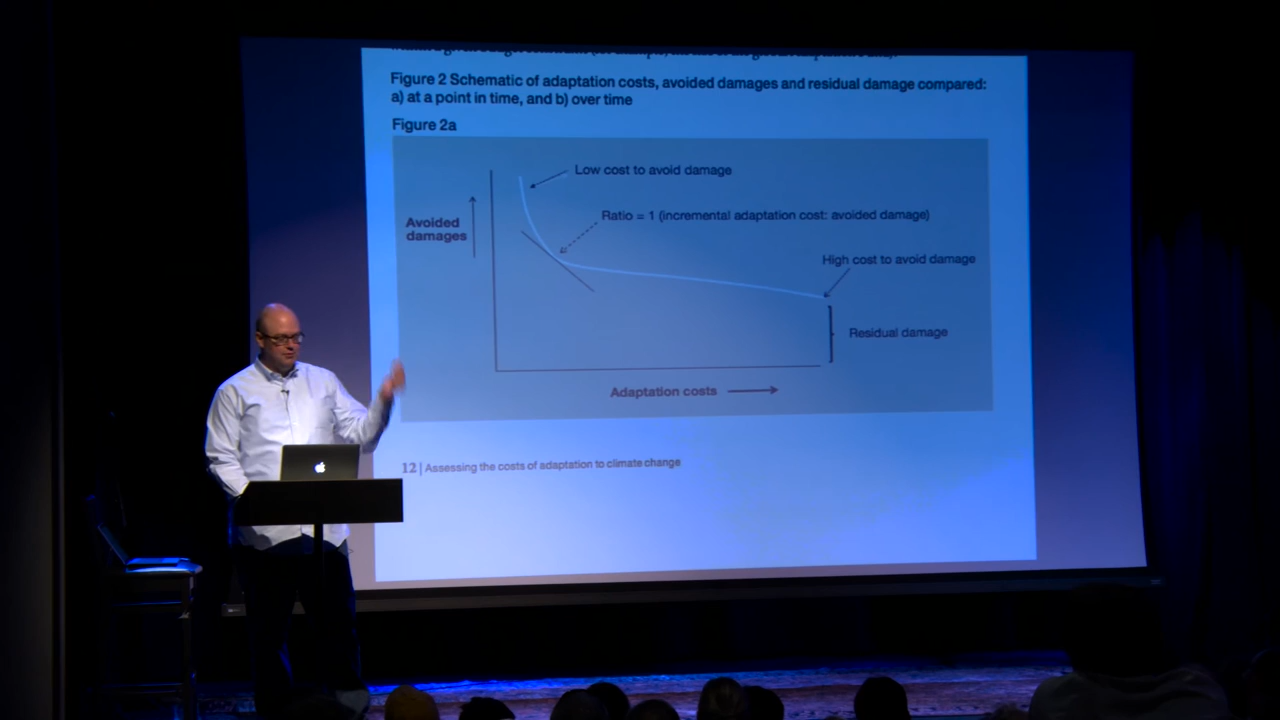 Figure 2 Schematic of adaptation costs, avoided damages and residual damage compared:
a) at a point in time, and b) over time
Figure 2a
Low cost to avoid damage
Avoided
damages
Ratio = 1 (incremental adaptation cost: avoided damage)
High cost to avoid damage
Residual damage
Adaptation costs
12 | Assessing the costs of adaptation to climate change